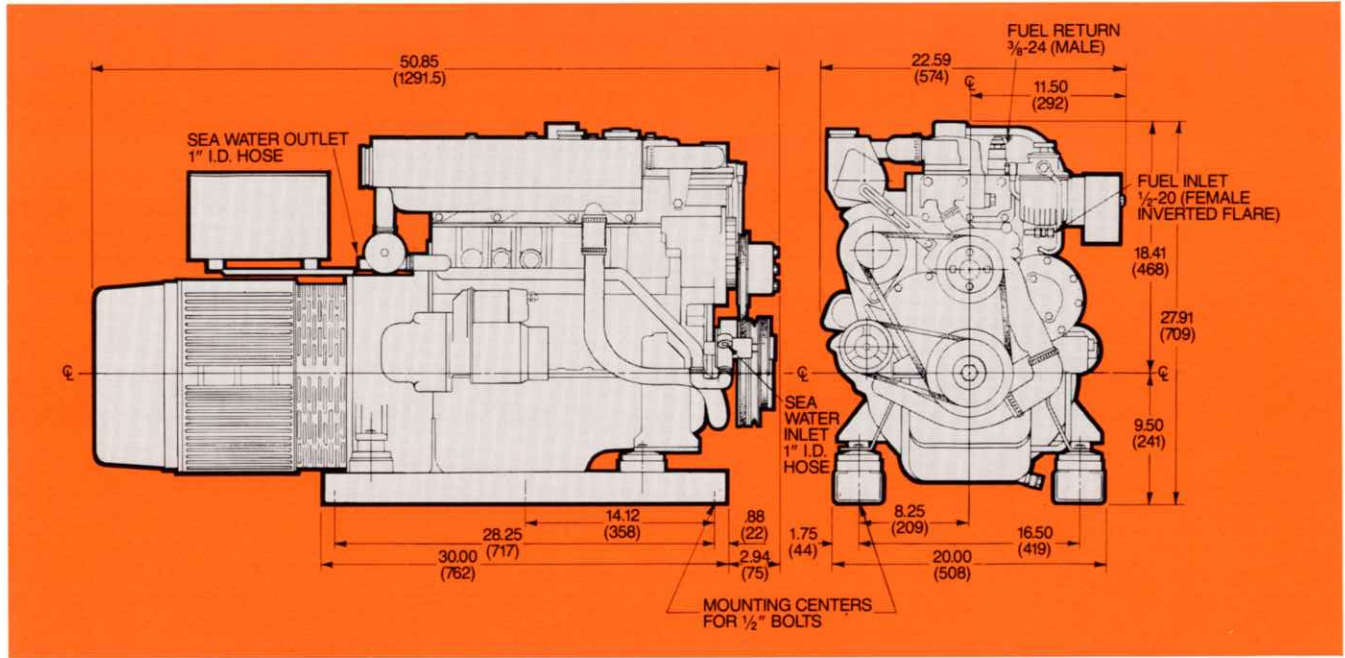 50.85
(1291.5)
SEA WATER OUTLET
1" I.D. HOSE
℄
SEA
WATER
INLET
1" I.D.
HOSE
14.12
(358)
.88
(22)
28.25
(717)
30.00
(762)
2.94
(75)
FUEL RETURN
⅜-24 (MALE)
22.59
(574)
℄
11.50
(292)
FUEL INLET
½-20 (FEMALE
INVERTED FLARE)
18.41
(468)
27.91
(709)
℄
℄
9.50
(241)
8.25
(209)
1.75
(44)
16.50
(419)
20.00
(508)
MOUNTING CENTERS
FOR ½" BOLTS